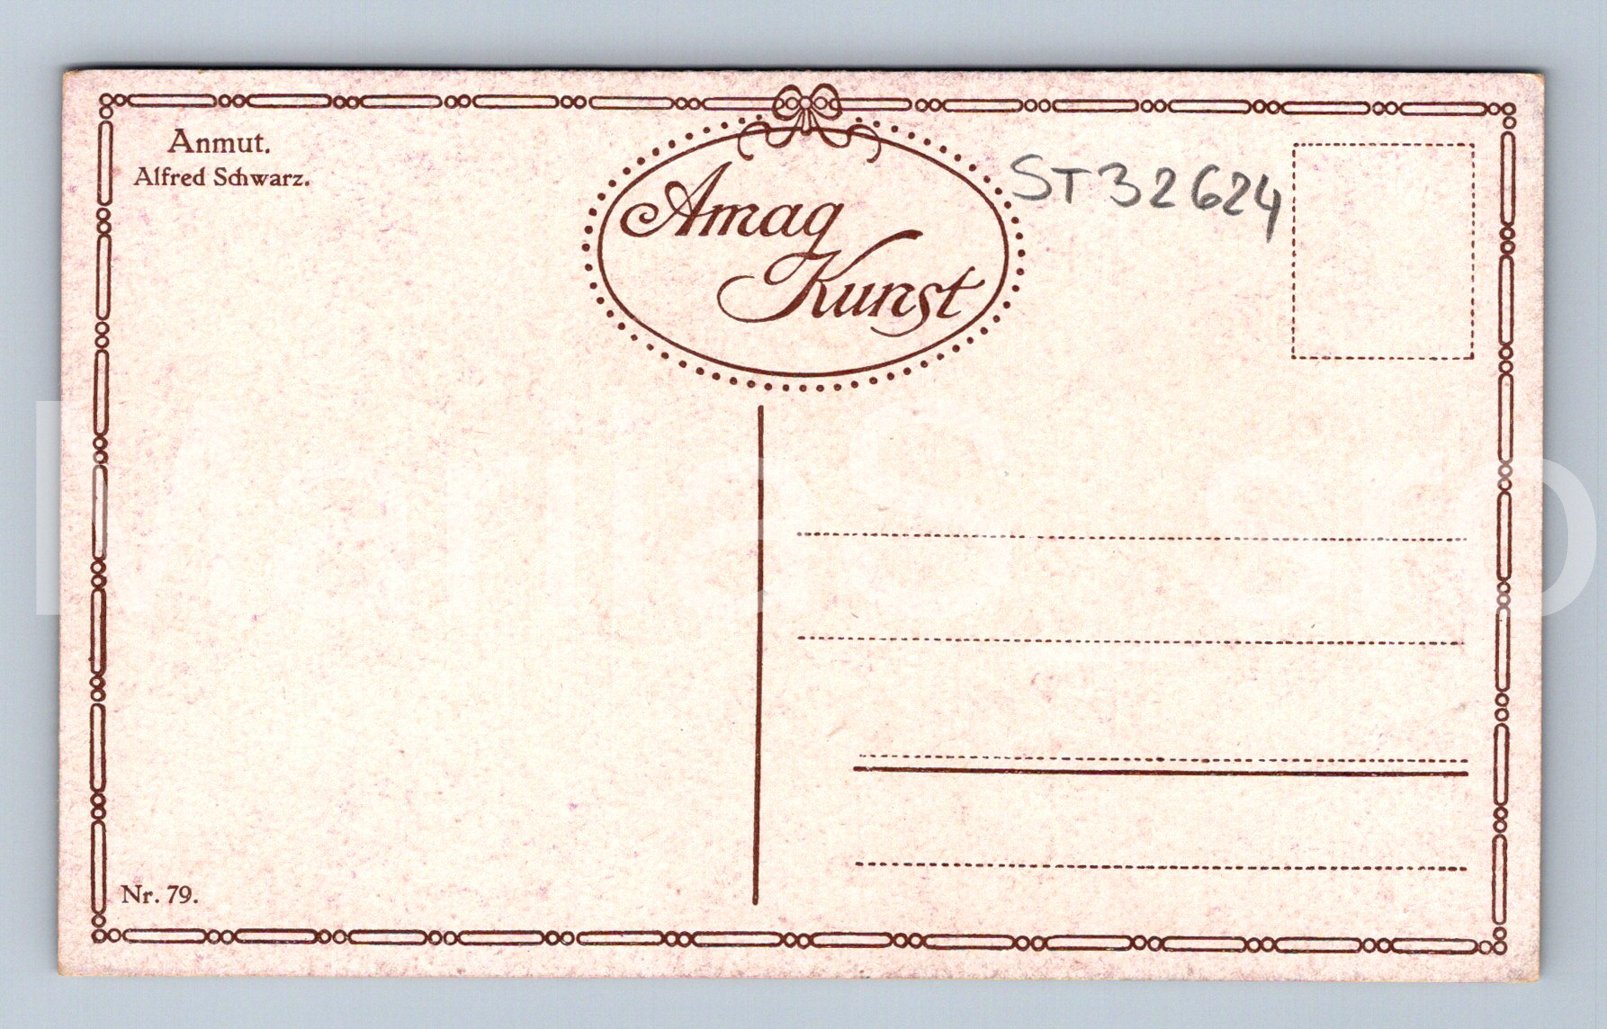 Anmut.
Alfred Schwarz.
Amag
Kunst
ST32624
Nr. 79.